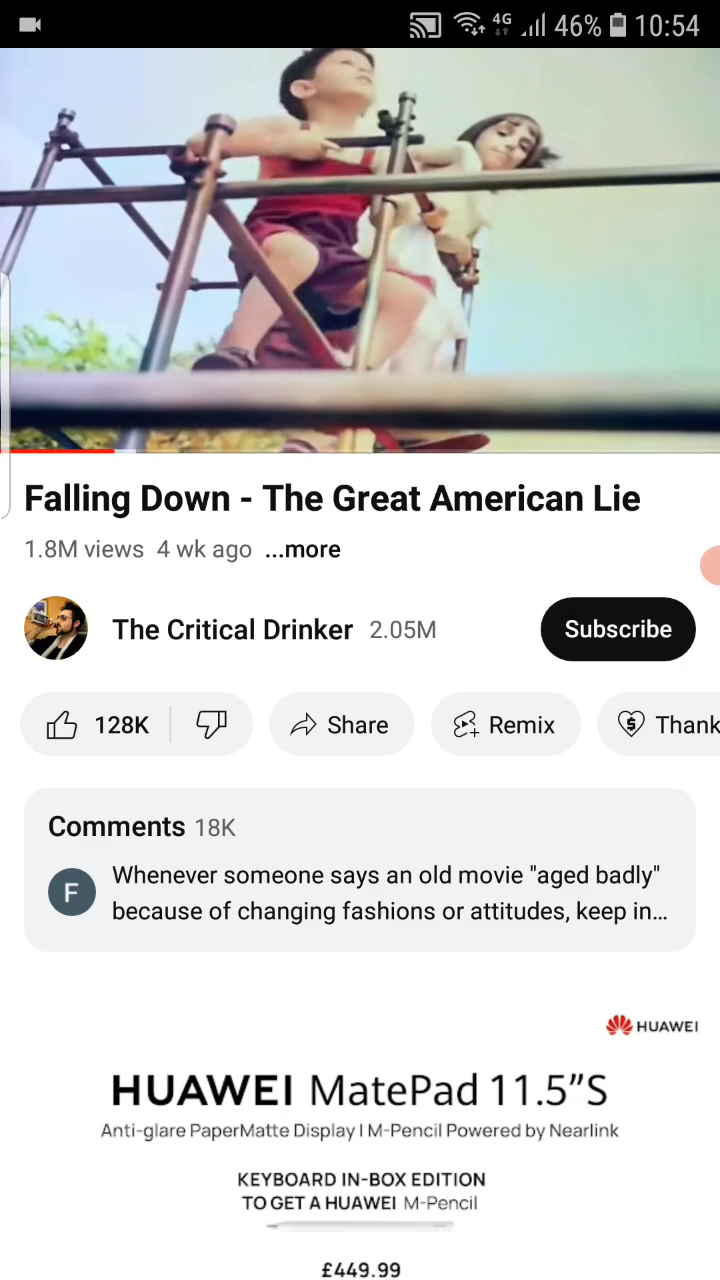 4G 46% 10:54
Falling Down - The Great American Lie
1.8M views 4 wk ago ...more
The Critical Drinker 2.05M Subscribe
128K Share Remix Thank
Comments 18K
F
Whenever someone says an old movie "aged badly"
because of changing fashions or attitudes, keep in...
HUAWEI
HUAWEI MatePad 11.5"S
Anti-glare PaperMatte Display | M-Pencil Powered by Nearlink
KEYBOARD IN-BOX EDITION
TO GET A HUAWEI M-Pencil
£449.99